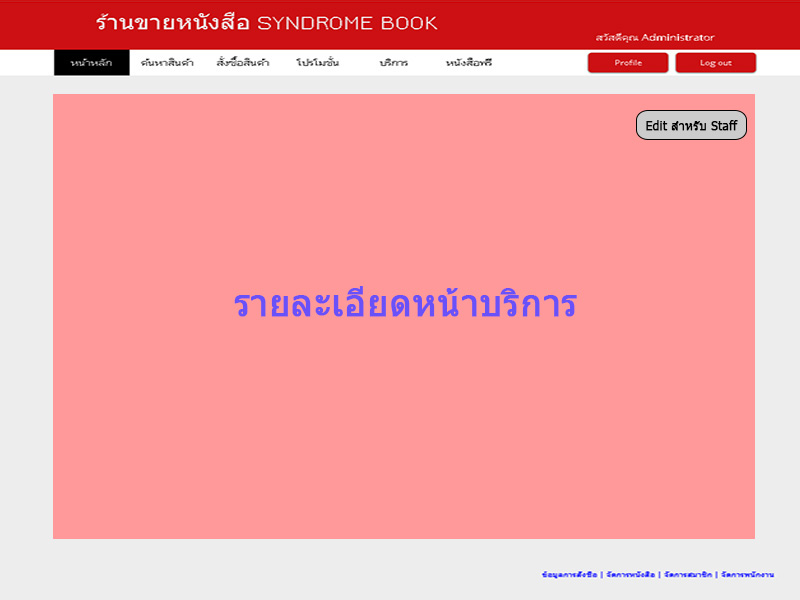 ร้านขายหนังสือ SYNDROME BOOK
สวัสดีคุณ Administrator
หน้าหลัก ค้นหาสินค้า สั่งซื้อสินค้า โปรโมชั่น บริการ หนังสือฟรี Profile Log out
Edit สำหรับ Staff
รายละเอียดหน้าบริการ
ข้อมูลการสั่งซื้อ | จัดการหนังสือ | จัดการสมาชิก | จัดการพนักงาน